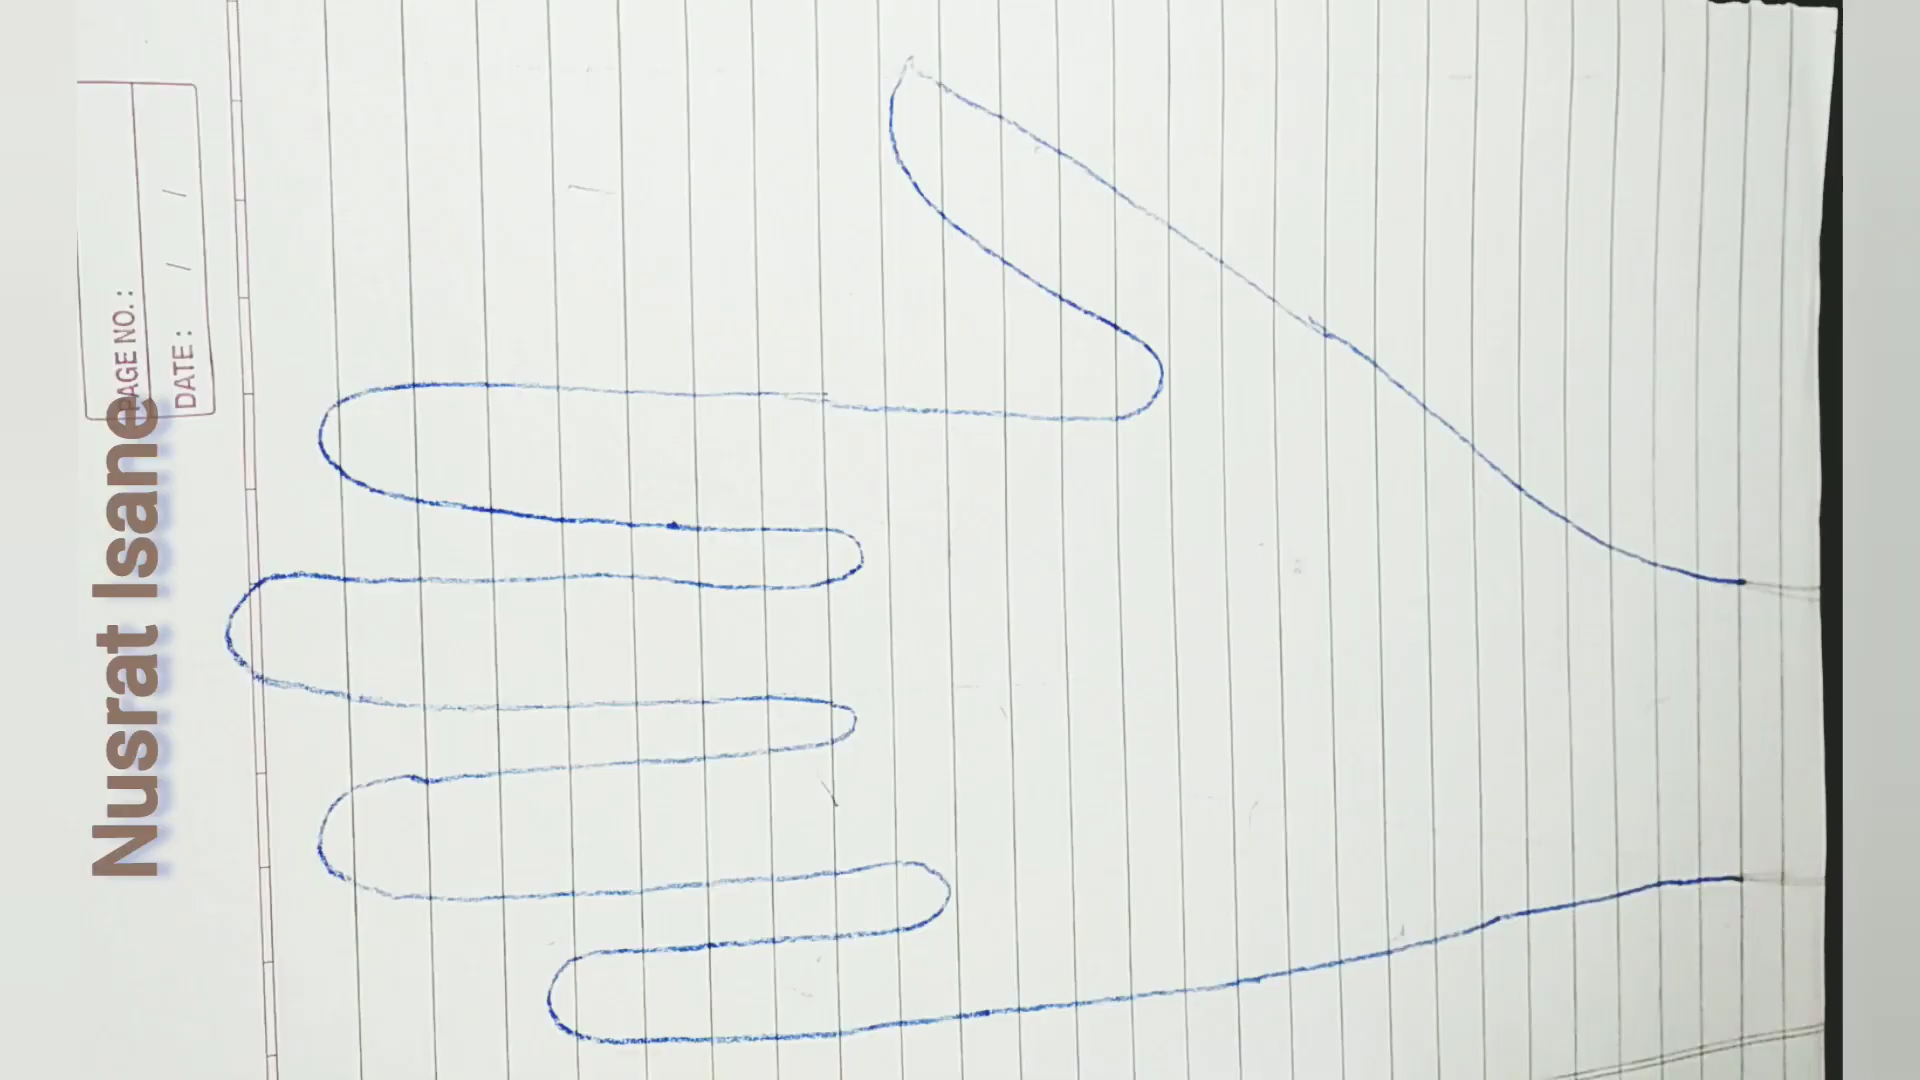 PAGE NO. :
DATE : / /
Nusrat Isane